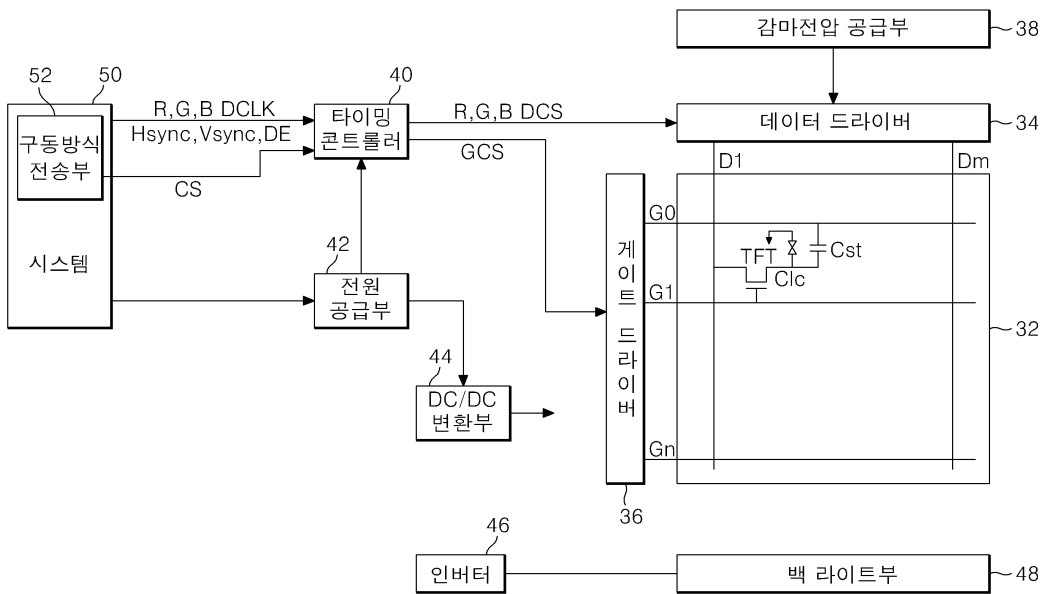 감마전압 공급부
38
52
50
40
R,G,B DCLK
Hsync,Vsync,DE
타이밍
콘트롤러
R,G,B DCS
GCS
데이터 드라이버
34
구동방식
전송부
CS
시스템
D1
Dm
G0
TFT
Cst
Clc
G1
게이트 드라이버
42
전원
공급부
32
44
DC/DC
변환부
Gn
36
46
인버터
백 라이트부
48